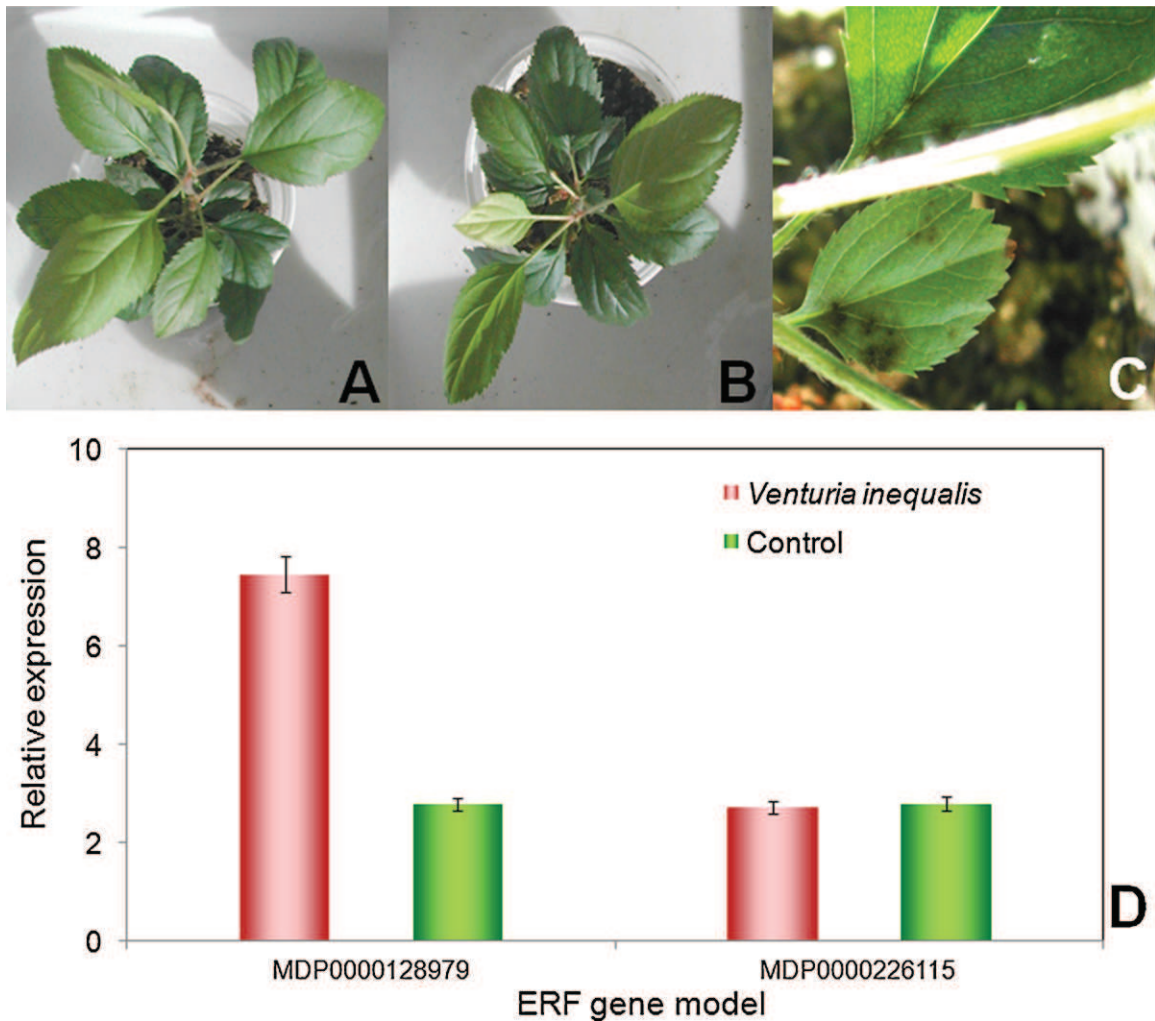 A
B
C
10
8
6
4
2
0
Relative expression
Venturia inequalis
Control
D
MDP0000128979
MDP0000226115
ERF gene model